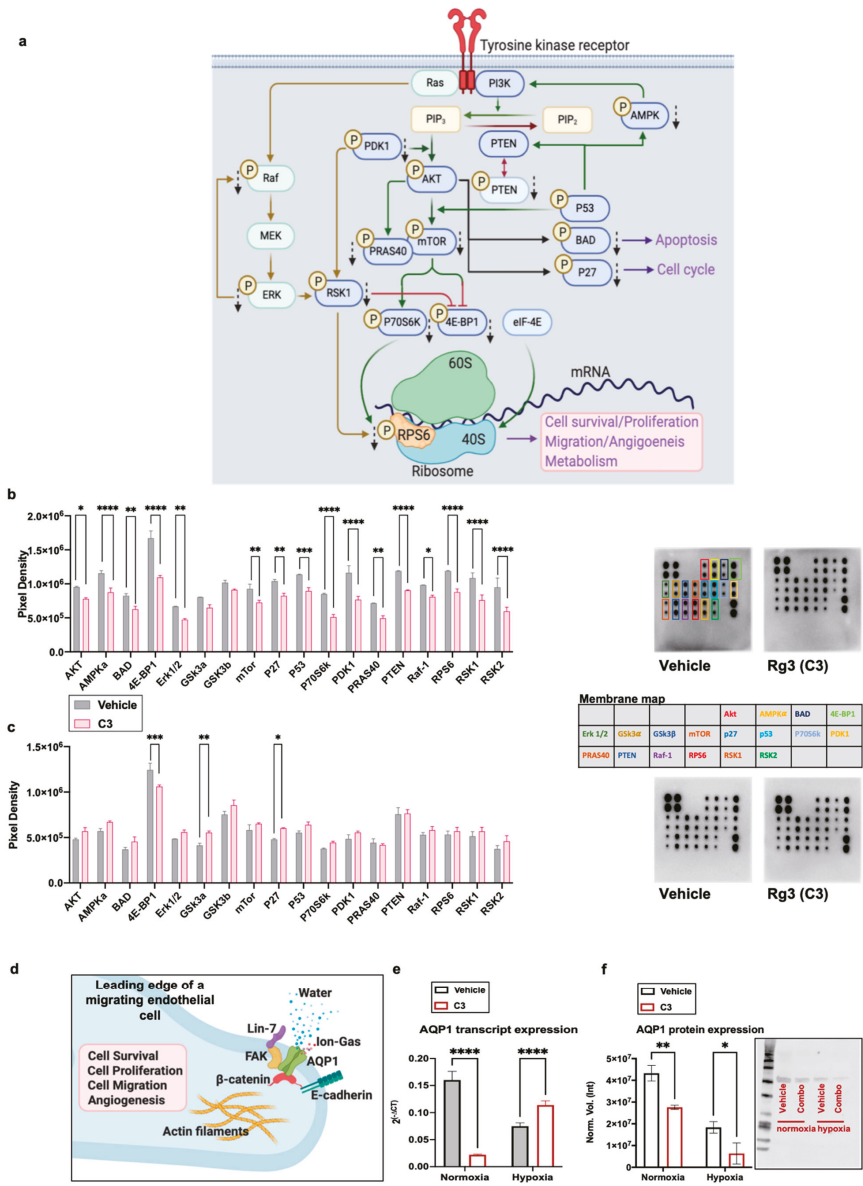 a
Tyrosine kinase receptor
Ras
PI3K
PIP3
PIP2
P
AMPK
P
PDK1
PTEN
P
Raf
P
AKT
P
PTEN
P
P53
MEK
P
PRAS40
P
mTOR
P
BAD
Apoptosis
P
P27
Cell cycle
P
ERK
P
RSK1
P
P70S6K
P
4E-BP1
eIF-4E
60S
mRNA
P
RPS6
40S
Ribosome
Cell survival/Proliferation
Migration/Angigoeneis
Metabolism
b
Pixel Density
2.0×10⁶
1.5×10⁶
1.0×10⁶
5.0×10⁵
0.0
* **** ** **** ** ** ** *** **** **** ** **** * **** **** ****
AKT AMPKa BAD 4E-BP1 Erk1/2 GSk3a GSK3b mTor P27 P53 P70S6k PDK1 PRAS40 PTEN Raf-1 RPS6 RSK1 RSK2
Vehicle
C3
Vehicle
Rg3 (C3)
Membrane map
Akt AMPKα BAD 4E-BP1
Erk 1/2 GSk3α GSk3β mTOR p27 p53 P70S6k PDK1
PRAS40 PTEN Raf-1 RPS6 RSK1 RSK2
c
Pixel Density
1.5×10⁶
1.0×10⁶
5.0×10⁵
0.0
*** ** *
AKT AMPKa BAD 4E-BP1 Erk1/2 GSk3a GSK3b mTor P27 P53 P70S6k PDK1 PRAS40 PTEN Raf-1 RPS6 RSK1 RSK2
Vehicle
Rg3 (C3)
d
Leading edge of a
migrating endothelial
cell
Water
Lin-7
Ion-Gas
FAK
AQP1
β-catenin
E-cadherin
Cell Survival
Cell Proliferation
Cell Migration
Angiogenesis
Actin filaments
e
Vehicle
C3
AQP1 transcript expression
2^(-ΔCT)
0.20
0.15
0.10
0.05
0.00
**** ****
Normoxia Hypoxia
f
Vehicle
C3
AQP1 protein expression
Norm. Vol. (Int)
5×10⁷
4×10⁷
3×10⁷
2×10⁷
1×10⁷
0
** *
Normoxia Hypoxia
Vehicle Combo Vehicle Combo
normoxia hypoxia